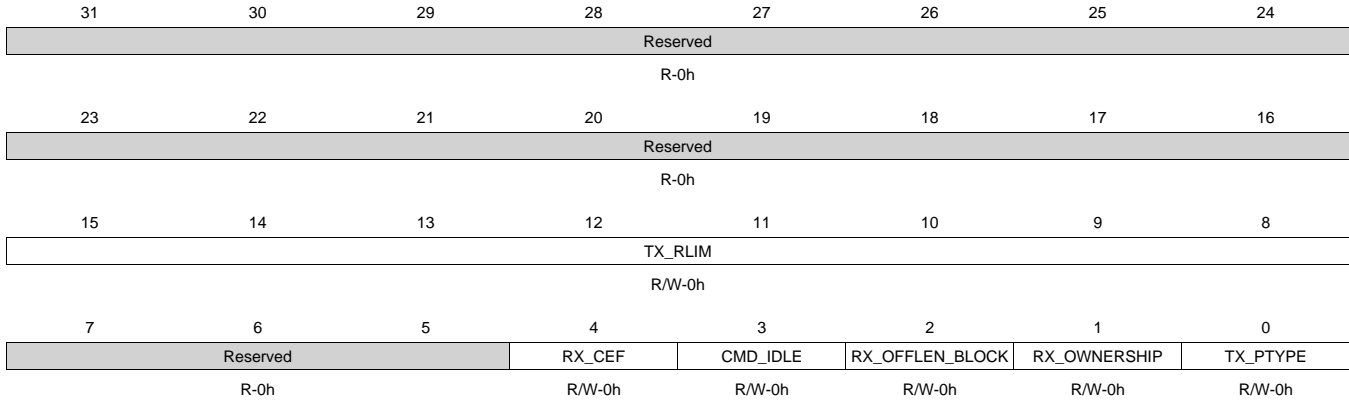 31 30 29 28 27 26 25 24
Reserved
R-0h
23 22 21 20 19 18 17 16
Reserved
R-0h
15 14 13 12 11 10 9 8
TX_RLIM
R/W-0h
7 6 5 4 3 2 1 0
Reserved RX_CEF CMD_IDLE RX_OFFLEN_BLOCK RX_OWNERSHIP TX_PTYPE
R-0h R/W-0h R/W-0h R/W-0h R/W-0h R/W-0h